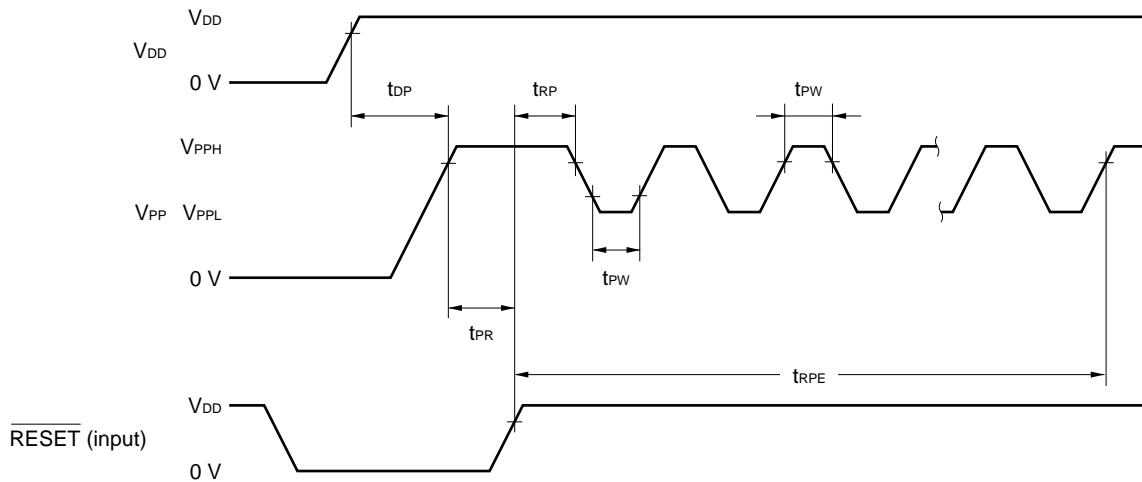 VDD
VDD
0 V
tDP
tRP
tPW
VPPH
VPP VPPL
0 V
tPW
tPR
tRPE
VDD
RESET (input)
0 V